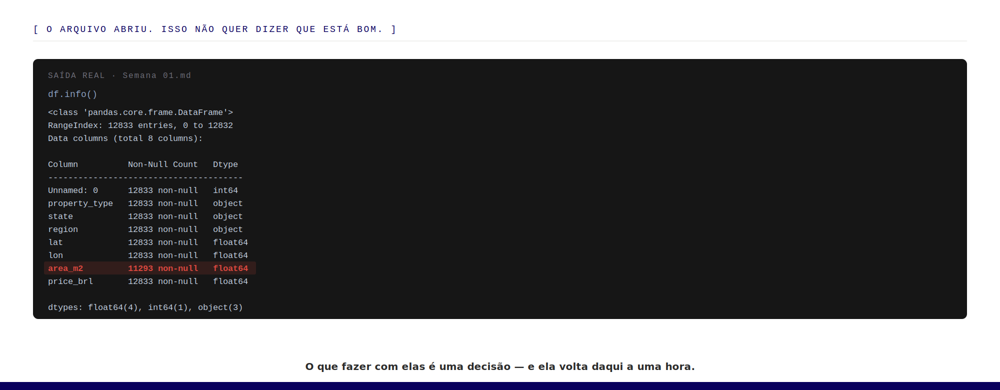 [ O ARQUIVO ABRIU. ISSO NÃO QUER DIZER QUE ESTÁ BOM. ]
SAÍDA REAL · Semana 01.md
df.info()
<class 'pandas.core.frame.DataFrame'>
RangeIndex: 12833 entries, 0 to 12832
Data columns (total 8 columns):
Column          Non-Null Count   Dtype
---------------------------------------
Unnamed: 0      12833 non-null   int64
property_type   12833 non-null   object
state           12833 non-null   object
region          12833 non-null   object
lat             12833 non-null   float64
lon             12833 non-null   float64
area_m2         11293 non-null   float64
price_brl       12833 non-null   float64
dtypes: float64(4), int64(1), object(3)
O que fazer com elas é uma decisão — e ela volta daqui a uma hora.